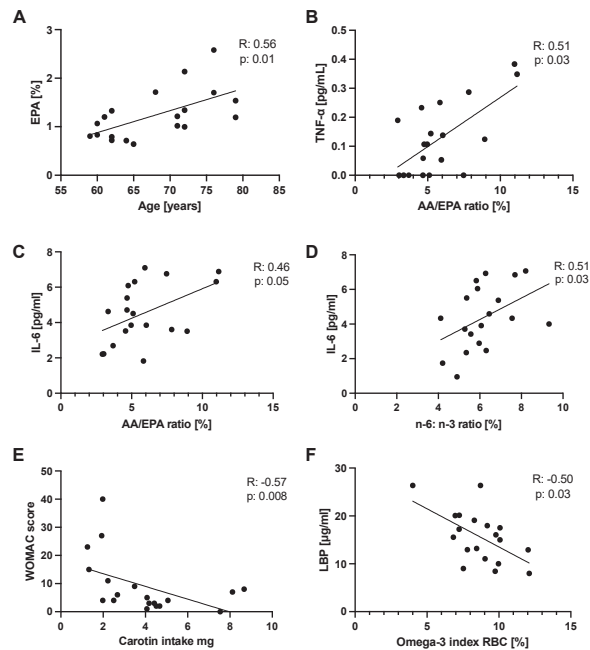 A
R: 0.56
p: 0.01
EPA [%]
3
2
1
0
55 60 65 70 75 80 85
Age [years]
B
R: 0.51
p: 0.03
TNF-α [pg/mL]
0.5
0.4
0.3
0.2
0.1
0.0
0 5 10 15
AA/EPA ratio [%]
C
R: 0.46
p: 0.05
IL-6 [pg/ml]
8
6
4
2
0
0 5 10 15
AA/EPA ratio [%]
D
R: 0.51
p: 0.03
IL-6 [pg/ml]
8
6
4
2
0
0 2 4 6 8 10
n-6: n-3 ratio [%]
E
R: -0.57
p: 0.008
WOMAC score
50
40
30
20
10
0
0 2 4 6 8 10
Carotin intake mg
F
R: -0.50
p: 0.03
LBP [µg/ml]
30
20
10
0
0 5 10 15
Omega-3 index RBC [%]